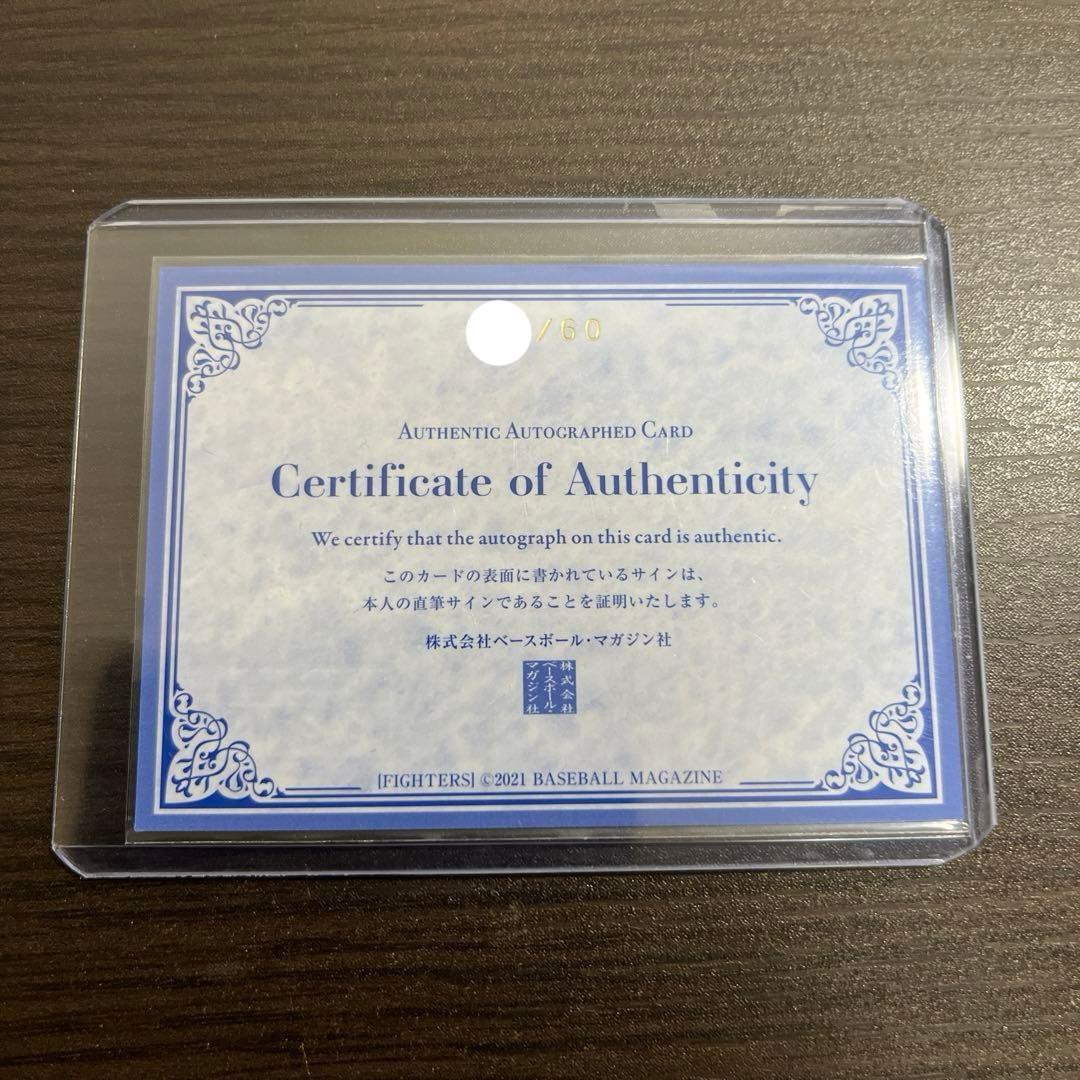 /60
AUTHENTIC AUTOGRAPHED CARD
Certificate of Authenticity
We certify that the autograph on this card is authentic.
このカードの表面に書かれているサインは、
本人の直筆サインであることを証明いたします。
株式会社ベースボール・マガジン社
株式会社
ベースボール・
マガジン社
[FIGHTERS] ©2021 BASEBALL MAGAZINE